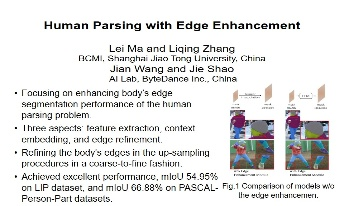 Human Parsing with Edge Enhancement
Lei Ma and Liqing Zhang
BCMI, Shanghai Jiao Tong University, China
Jian Wang and Jie Shao
AI Lab, ByteDance Inc., China
• Focusing on enhancing body's edge
segmentation performance of the human
parsing problem.
• Three aspects: feature extraction, context
embedding, and edge refinement.
• Refining the body's edges in the up-sampling
procedures in a coarse-to-fine fashion.
• Achieved excellent performance, mIoU 54.95%
on LIP dataset, and mIoU 66.88% on PASCAL-
Person-Part datasets.
Fig.1 Comparison of models w/o
the edge enhancemen.